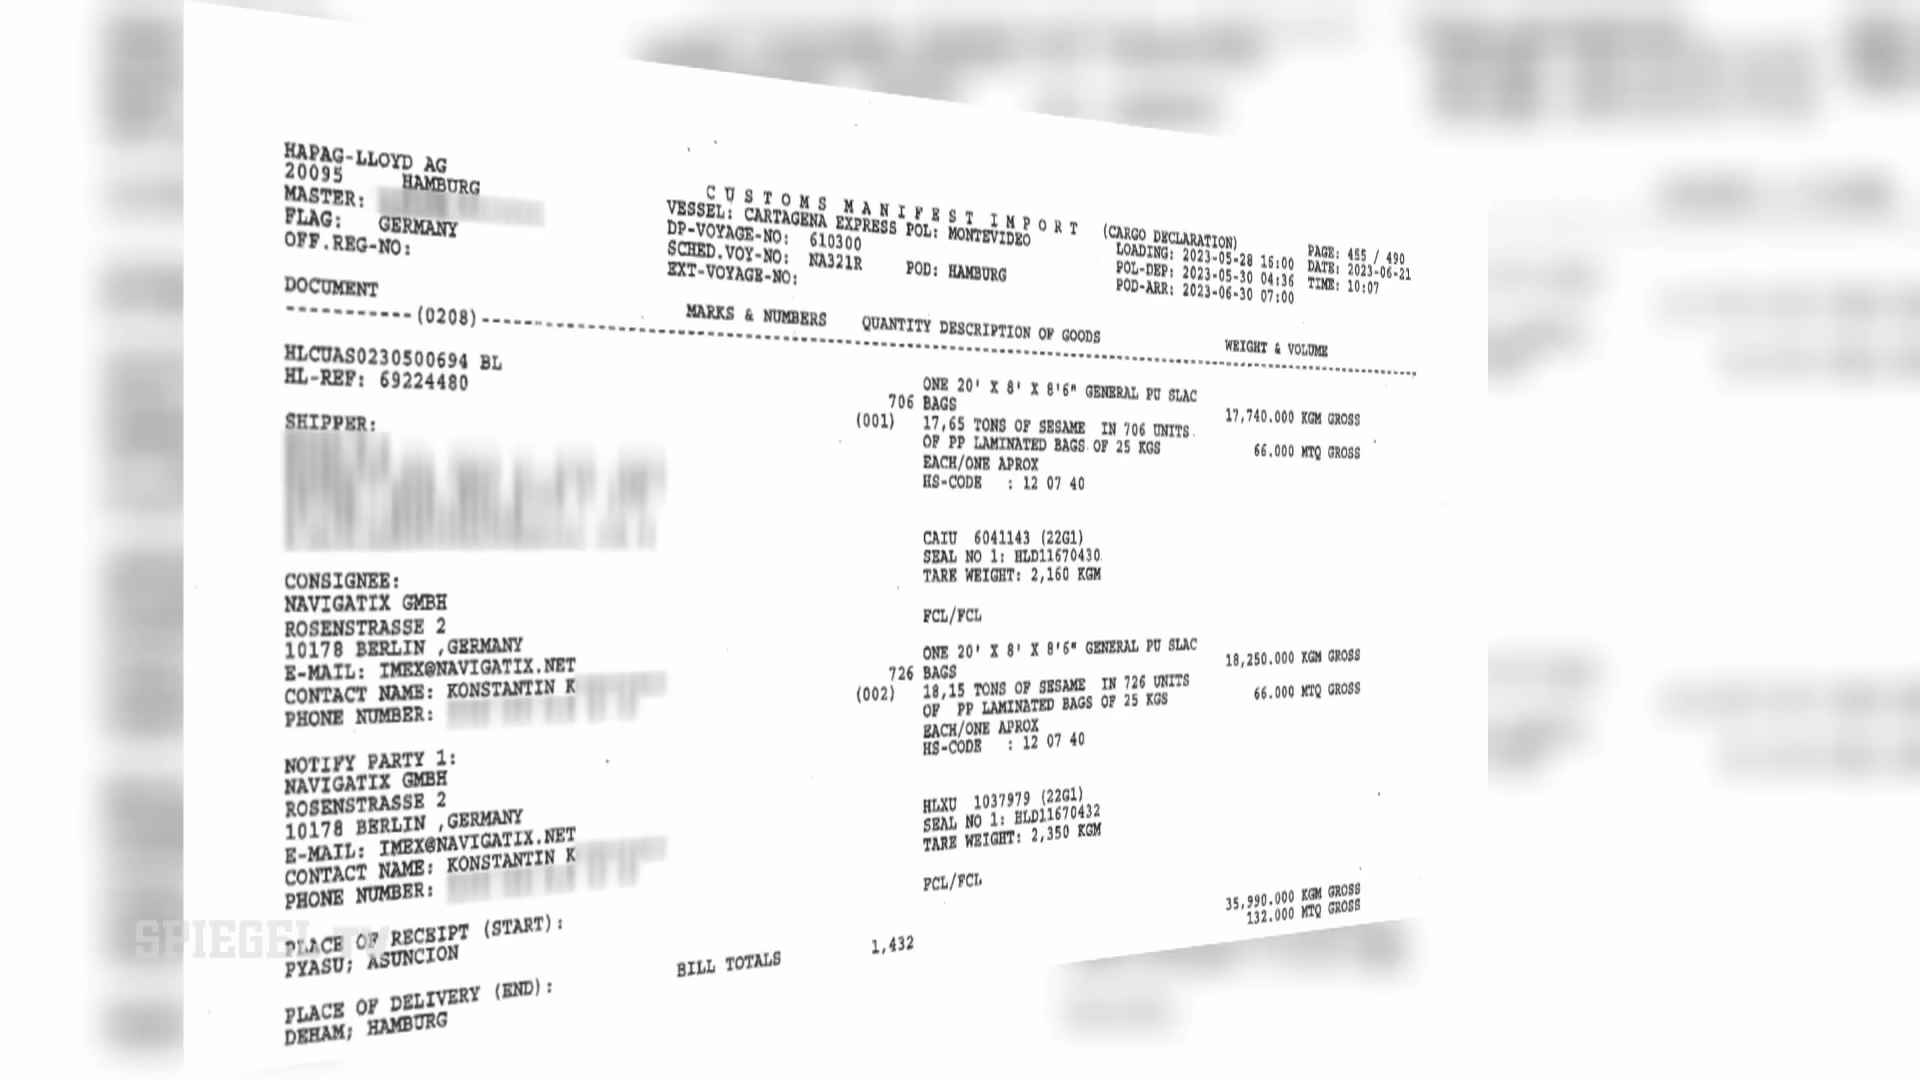 HAPAG-LLOYD AG
20095 HAMBURG
MASTER:
FLAG: GERMANY
OFF.REG-NO:
CUSTOMS MANIFEST IMPORT (CARGO DECLARATION)
VESSEL: CARTAGENA EXPRESS POL: MONTEVIDEO
DP-VOYAGE-NO: 610300
SCHED.VOY-NO: NA321R POD: HAMBURG
EXT-VOYAGE-NO:
LOADING: 2023-05-28 16:00
POL-DEP: 2023-05-30 04:36
POD-ARR: 2023-06-30 07:00
PAGE: 465 / 490
DATE: 2023-06-21
TIME: 10:07
DOCUMENT MARKS & NUMBERS QUANTITY DESCRIPTION OF GOODS WEIGHT & VOLUME
-----------(0208)-----------
HLCUAS0230500694 BL
HL-REF: 69224480
SHIPPER:
CONSIGNEE:
NAVIGATIX GMBH
ROSENSTRASSE 2
10178 BERLIN ,GERMANY
E-MAIL: IMEX@NAVIGATIX.NET
CONTACT NAME: KONSTANTIN K
PHONE NUMBER:
NOTIFY PARTY 1:
NAVIGATIX GMBH
ROSENSTRASSE 2
10178 BERLIN ,GERMANY
E-MAIL: IMEX@NAVIGATIX.NET
CONTACT NAME: KONSTANTIN K
PHONE NUMBER:
PLACE OF RECEIPT (START):
PYASU; ASUNCION
PLACE OF DELIVERY (END):
DEHAM; HAMBURG
ONE 20' X 8' X 8'6" GENERAL PU SLAC
706 BAGS 17,740.000 KGM GROSS
(001) 17,65 TONS OF SESAME IN 706 UNITS
OF PP LAMINATED BAGS OF 25 KGS 66.000 MTQ GROSS
EACH/ONE APROX
HS-CODE : 12 07 40
CAIU 6041143 (22G1)
SEAL NO 1: HLD11670430
TARE WEIGHT: 2,160 KGM
FCL/FCL
ONE 20' X 8' X 8'6" GENERAL PU SLAC
726 BAGS 18,250.000 KGM GROSS
(002) 18,15 TONS OF SESAME IN 726 UNITS
OF PP LAMINATED BAGS OF 25 KGS 66.000 MTQ GROSS
EACH/ONE APROX
HS-CODE : 12 07 40
HLXU 1037979 (22G1)
SEAL NO 1: HLD11670432
TARE WEIGHT: 2,350 KGM
FCL/FCL
35,990.000 KGM GROSS
132.000 MTQ GROSS
BILL TOTALS 1,432
SPIEGEL TV